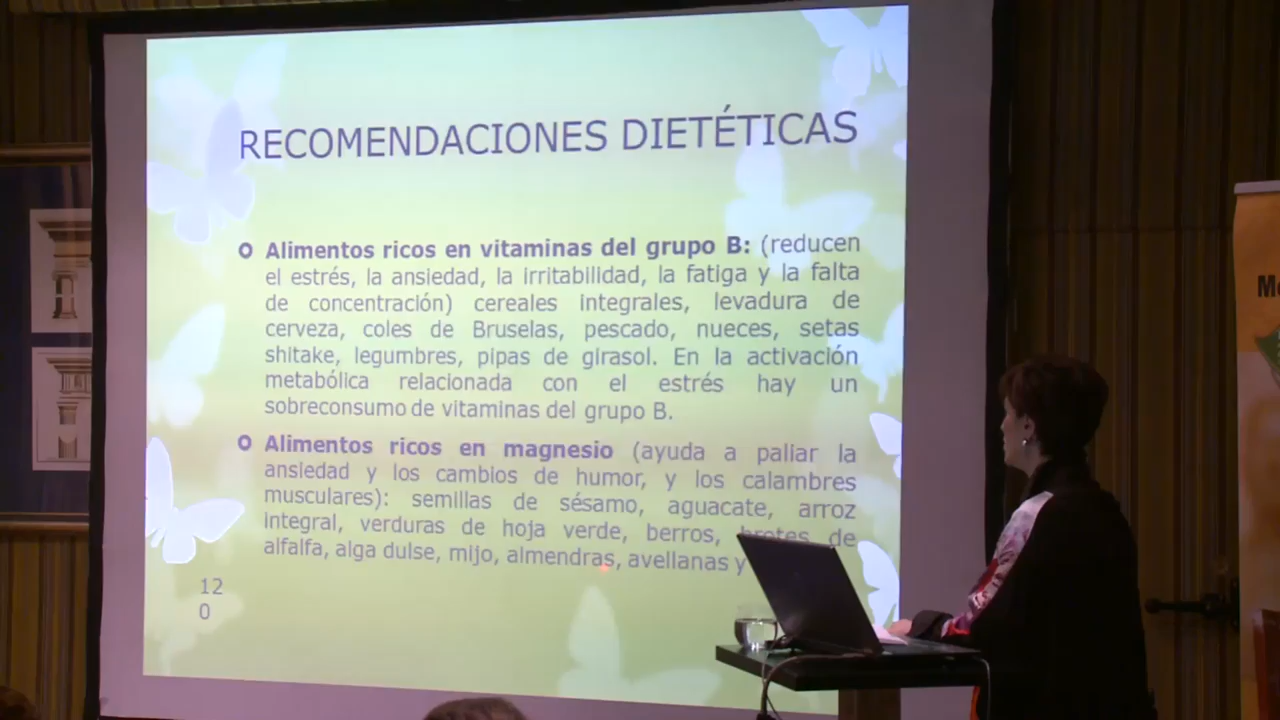 RECOMENDACIONES DIETÉTICAS
Alimentos ricos en vitaminas del grupo B: (reducen
el estrés, la ansiedad, la irritabilidad, la fatiga y la falta
de concentración) cereales integrales, levadura de
cerveza, coles de Bruselas, pescado, nueces, setas
shitake, legumbres, pipas de girasol. En la activación
metabólica relacionada con el estrés hay un
sobreconsumo de vitaminas del grupo B.
Alimentos ricos en magnesio (ayuda a paliar la
ansiedad y los cambios de humor, y los calambres
musculares): semillas de sésamo, aguacate, arroz
integral, verduras de hoja verde, berros, brotes de
alfalfa, alga dulse, mijo, almendras, avellanas y
12
0